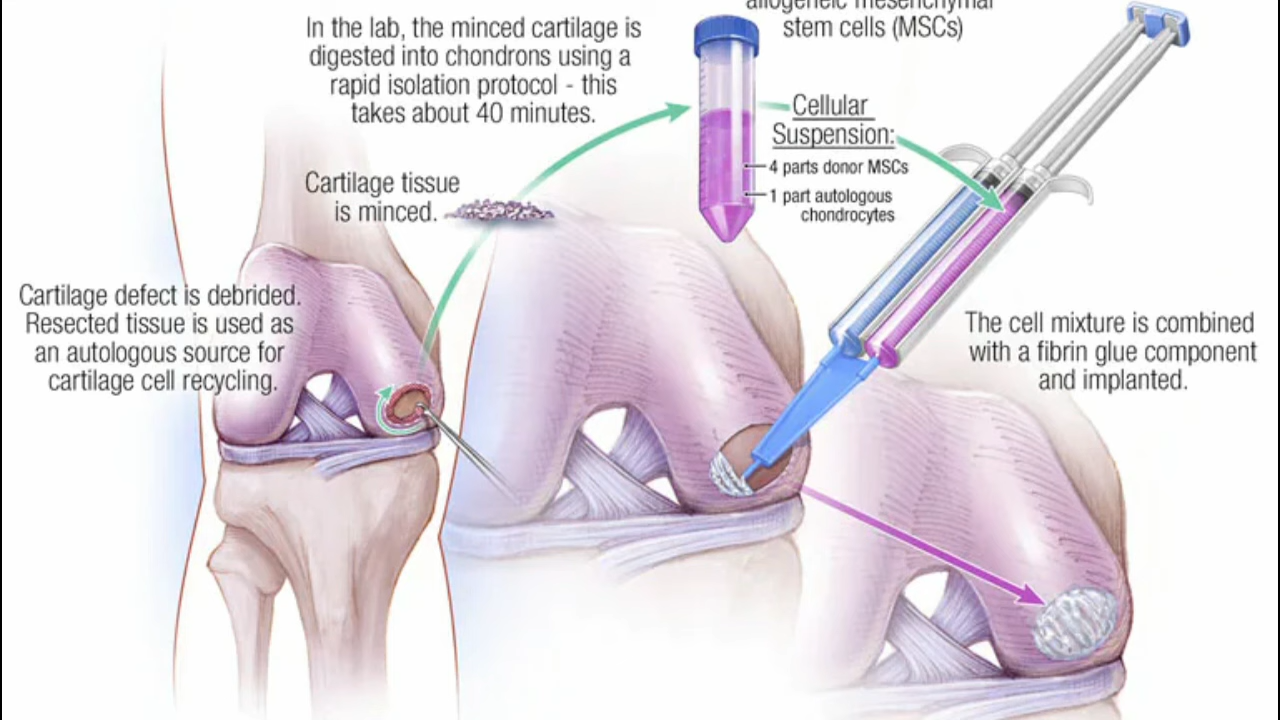 allogeneic mesenchymal
stem cells (MSCs)
In the lab, the minced cartilage is
digested into chondrons using a
rapid isolation protocol - this
takes about 40 minutes.
Cellular
Suspension:
4 parts donor MSCs
1 part autologous
chondrocytes
Cartilage tissue
is minced.
Cartilage defect is debrided.
Resected tissue is used as
an autologous source for
cartilage cell recycling.
The cell mixture is combined
with a fibrin glue component
and implanted.